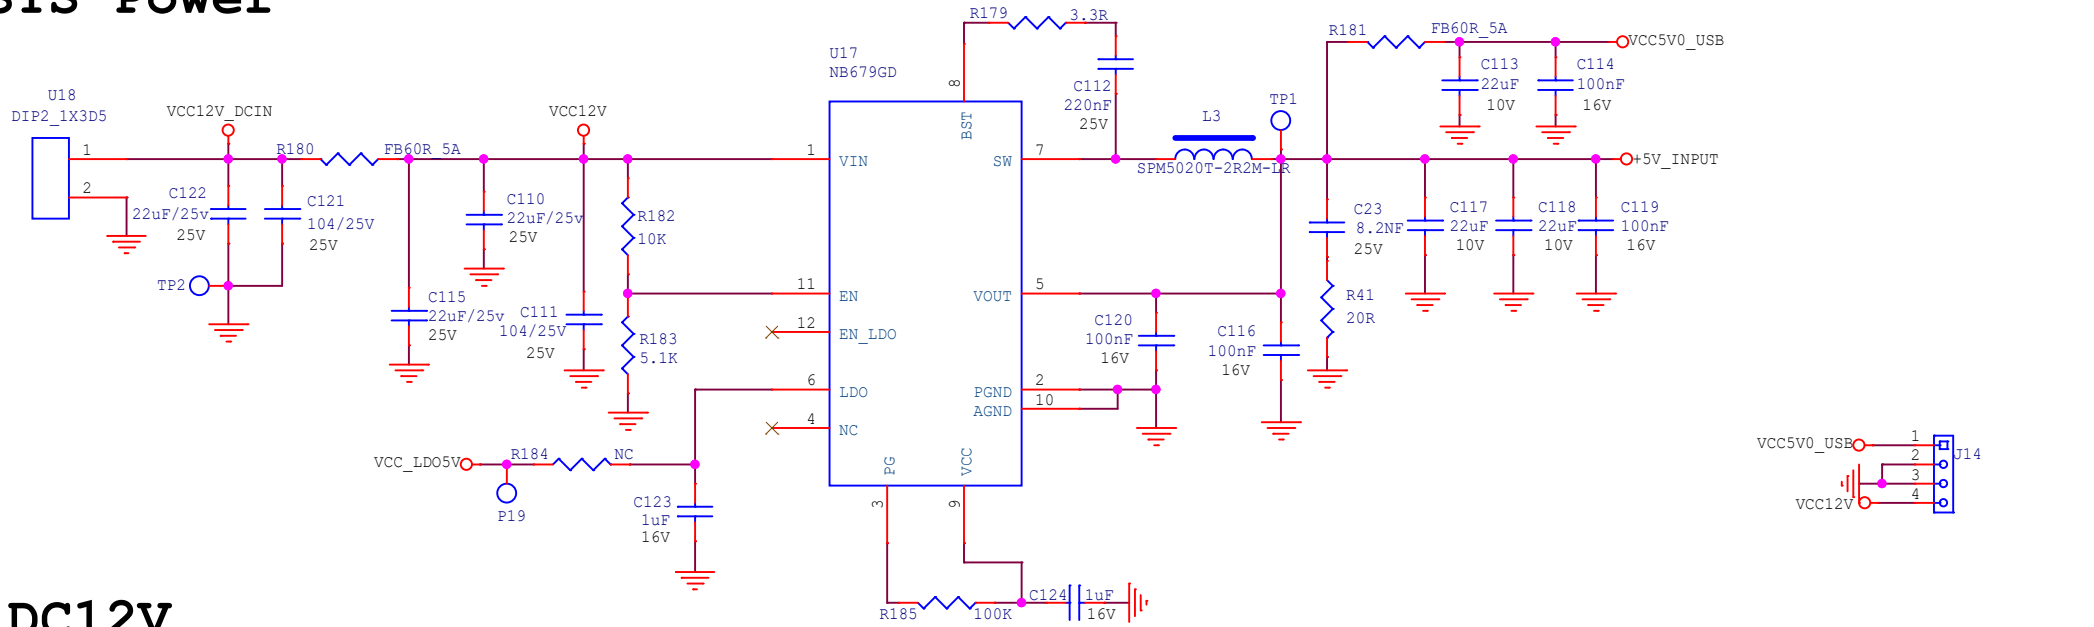 SYS Power
R179
3.3R
R181
FB60R_5A
VCC5V0_USB
U17
NB679GD
8
C112
220nF
25V
C113
22uF
10V
C114
100nF
16V
U18
DIP2_1X3D5
VCC12V_DCIN
VCC12V
TP1
L3
BST
1
R180
FB60R_5A
1
VIN
SW
7
SPM5020T-2R2M-LR
+5V_INPUT
2
C122
22uF/25v
25V
C121
104/25V
25V
C110
22uF/25v
25V
R182
10K
C23
8.2NF
25V
C117
22uF
10V
C118
22uF
10V
C119
100nF
16V
TP2
11
EN
VOUT
5
C115
22uF/25v
25V
C111
104/25V
25V
12
EN_LDO
R183
5.1K
C120
100nF
16V
C116
100nF
16V
R41
20R
6
LDO
PGND
2
AGND
10
4
NC
VCC_LDO5V
R184
NC
P19
PG
VCC
3
9
C123
1uF
16V
R185
100K
C124
1uF
16V
VCC5V0_USB
1
2
3
4
J14
VCC12V
DC12V